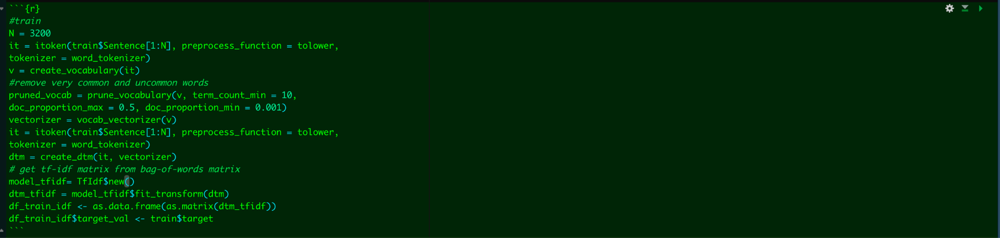 ```{r}
#train
N = 3200
it = itoken(train$Sentence[1:N], preprocess_function = tolower,
tokenizer = word_tokenizer)
v = create_vocabulary(it)
#remove very common and uncommon words
pruned_vocab = prune_vocabulary(v, term_count_min = 10,
doc_proportion_max = 0.5, doc_proportion_min = 0.001)
vectorizer = vocab_vectorizer(v)
it = itoken(train$Sentence[1:N], preprocess_function = tolower,
tokenizer = word_tokenizer)
dtm = create_dtm(it, vectorizer)
# get tf-idf matrix from bag-of-words matrix
model_tfidf= TfIdf$new()
dtm_tfidf = model_tfidf$fit_transform(dtm)
df_train_idf <- as.data.frame(as.matrix(dtm_tfidf))
df_train_idf$target_val <- train$target
```